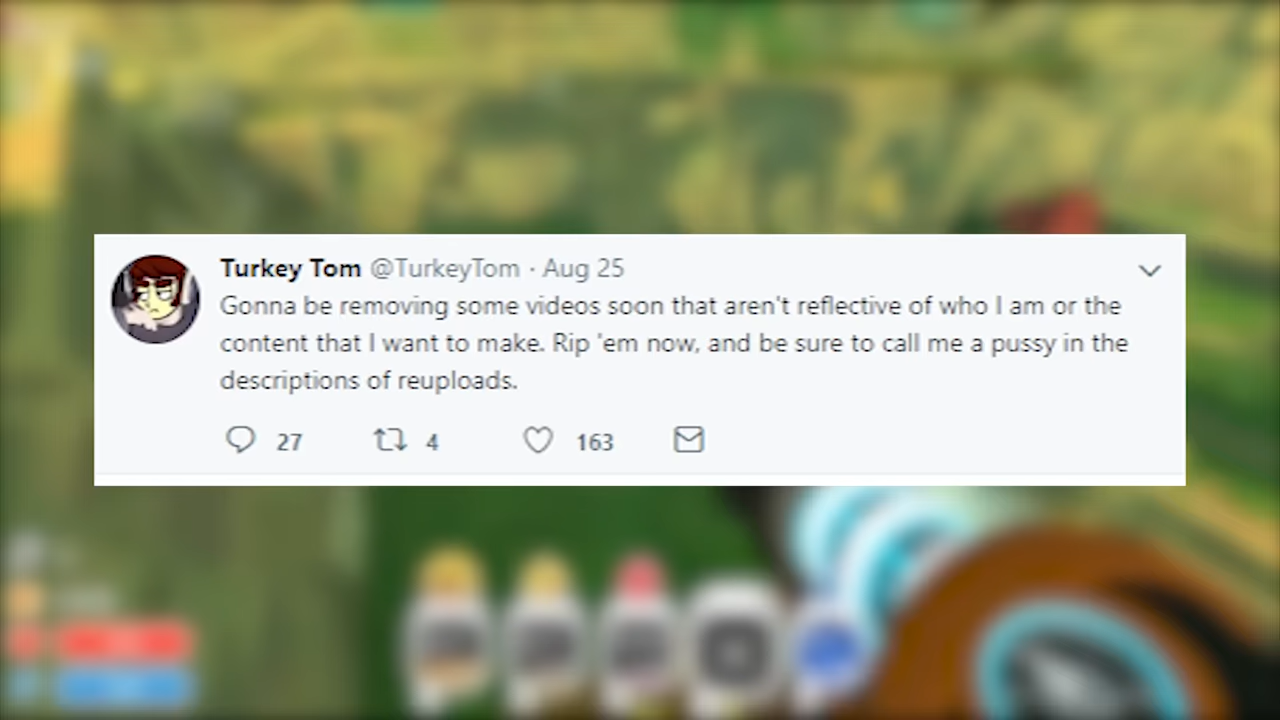 Turkey Tom @TurkeyTom · Aug 25
Gonna be removing some videos soon that aren't reflective of who I am or the
content that I want to make. Rip 'em now, and be sure to call me a pussy in the
descriptions of reuploads.
27 4 163